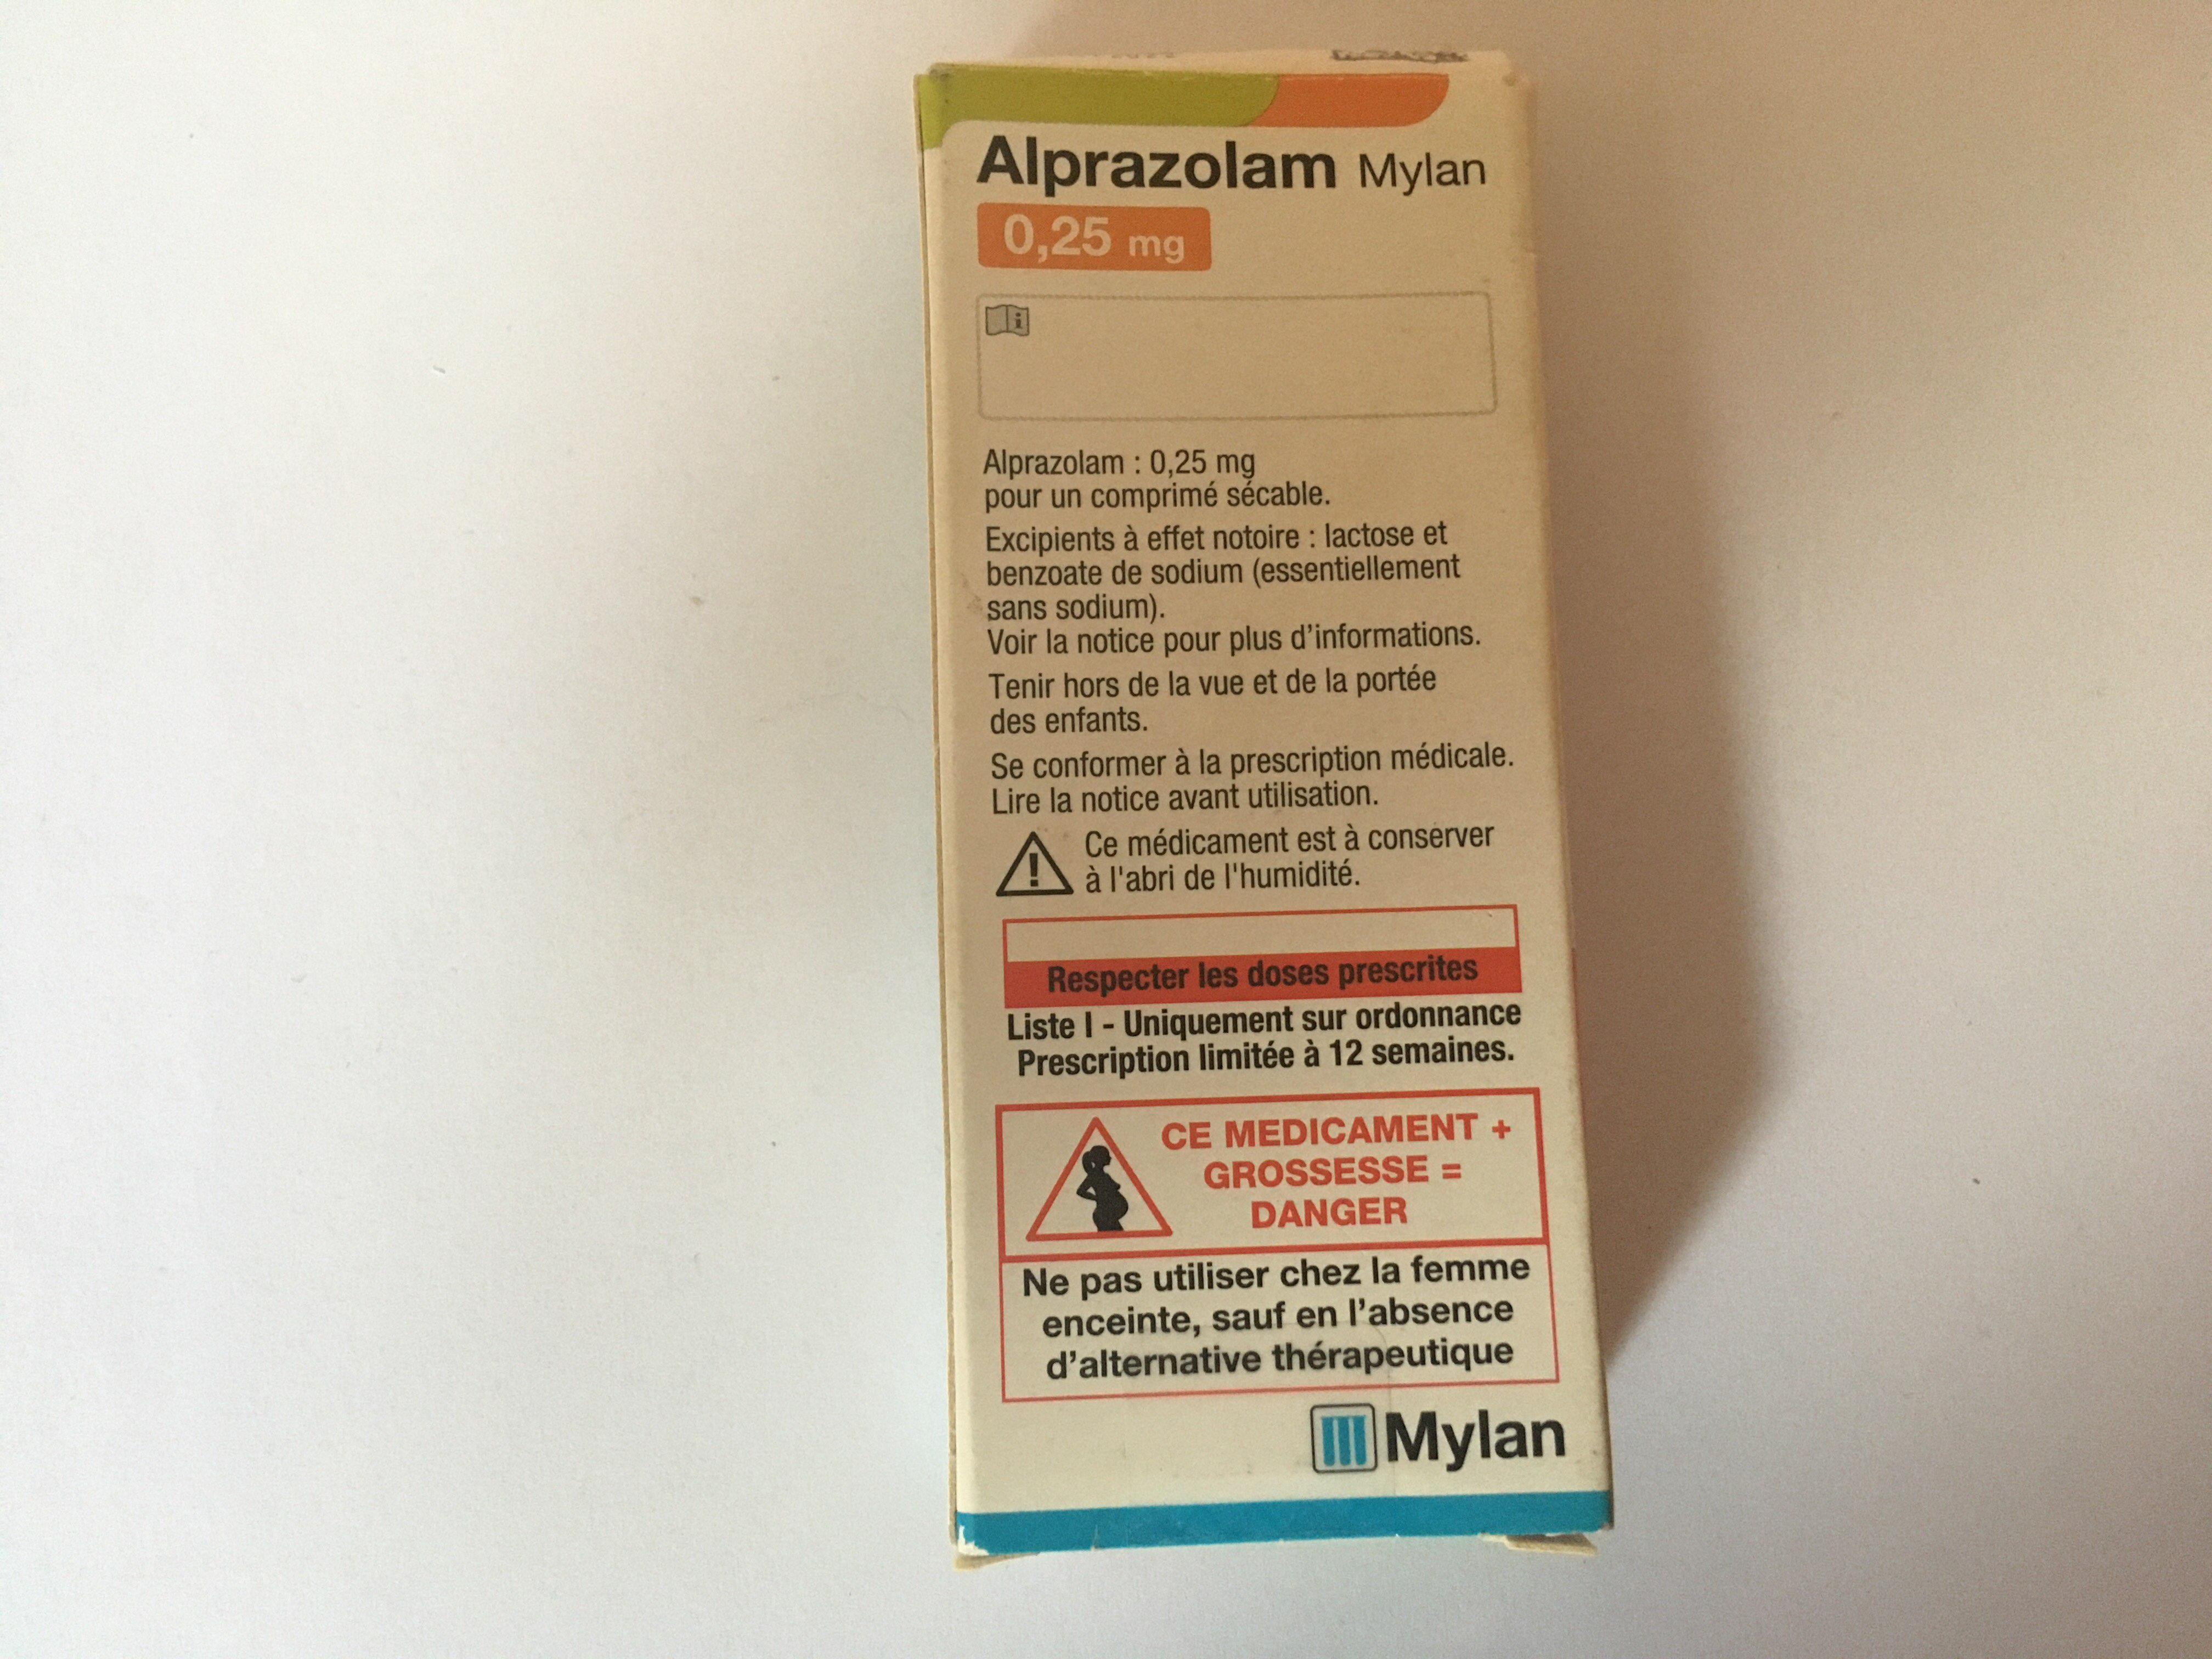 Alprazolam Mylan
0,25 mg
Alprazolam : 0,25 mg
pour un comprimé sécable.
Excipients à effet notoire : lactose et
benzoate de sodium (essentiellement
sans sodium).
Voir la notice pour plus d’informations.
Tenir hors de la vue et de la portée
des enfants.
Se conformer à la prescription médicale.
Lire la notice avant utilisation.
Ce médicament est à conserver
à l'abri de l'humidité.
Respecter les doses prescrites
Liste I - Uniquement sur ordonnance
Prescription limitée à 12 semaines.
CE MEDICAMENT +
GROSSESSE =
DANGER
Ne pas utiliser chez la femme
enceinte, sauf en l’absence
d’alternative thérapeutique
Mylan